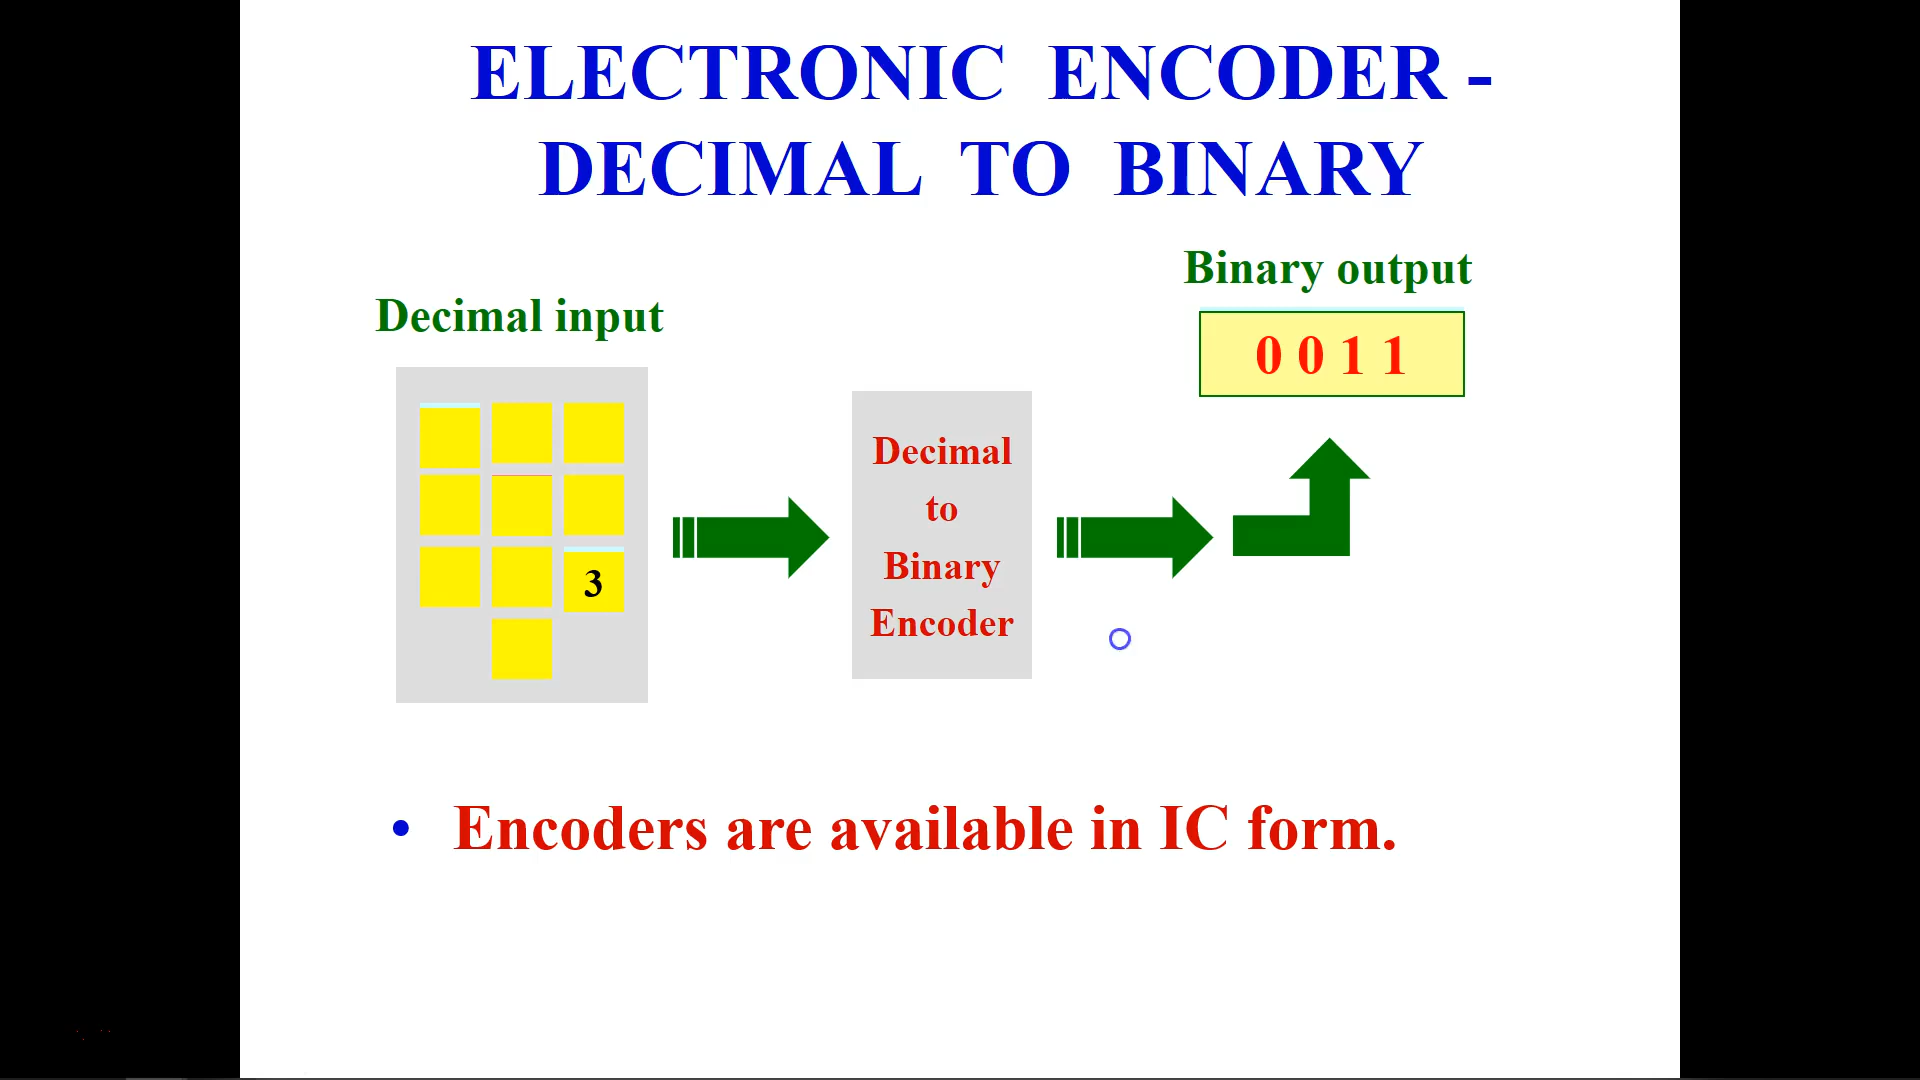 ELECTRONIC ENCODER -
DECIMAL TO BINARY
Binary output
Decimal input
0 0 1 1
Decimal
to
Binary
Encoder
3
• Encoders are available in IC form.